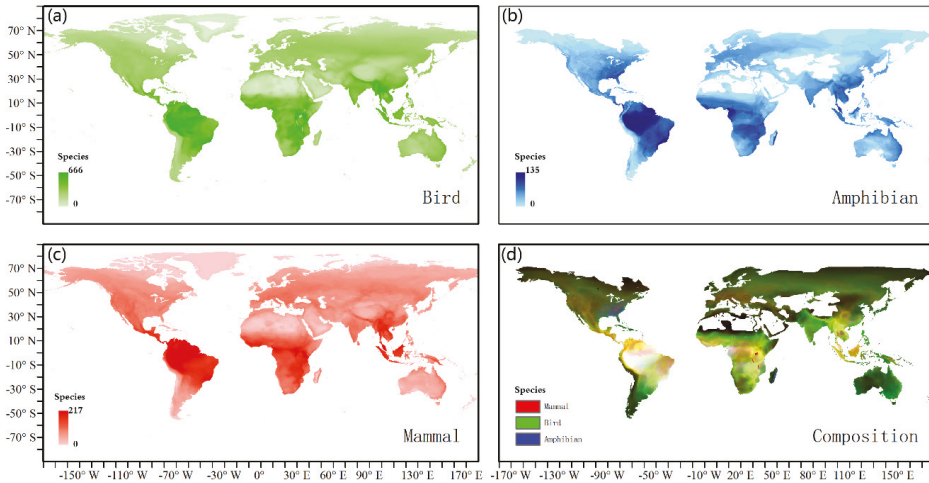 (a)
70° N
50° N
30° N
10° N
-10° S
-30° S
-50° S
-70° S
Species
666
0
Bird
(b)
Species
135
0
Amphibian
(c)
70° N
50° N
30° N
10° N
-10° S
-30° S
-50° S
-70° S
Species
217
0
Mammal
(d)
Species
Mammal
Bird
Amphibian
Composition
-150° W -110° W -70° W -30° W 0° 30° E 60° E 90° E 120° E 170° E
-170° W -130° W -90° W -50° W -10° W 20° E 50° E 80° E 110° E 150° E